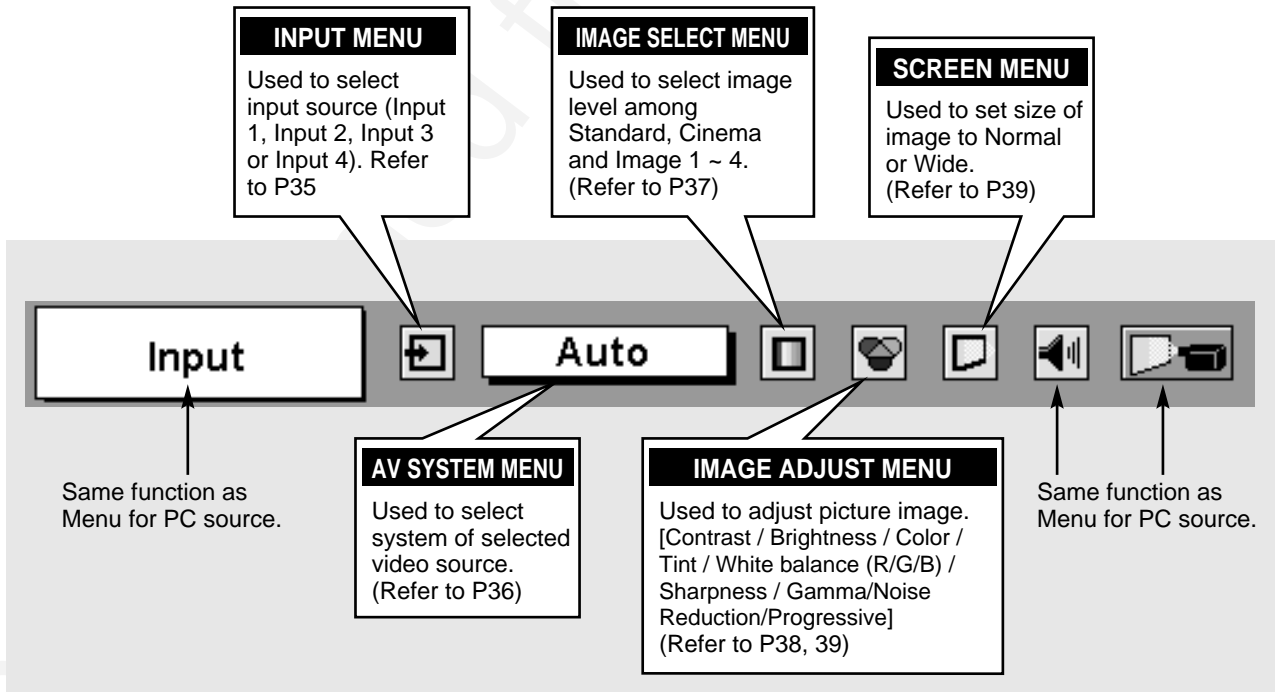 INPUT MENU
Used to select
input source (Input
1, Input 2, Input 3
or Input 4). Refer
to P35
IMAGE SELECT MENU
Used to select image
level among
Standard, Cinema
and Image 1 ~ 4.
(Refer to P37)
SCREEN MENU
Used to set size of
image to Normal
or Wide.
(Refer to P39)
Input
Auto
Same function as
Menu for PC source.
AV SYSTEM MENU
Used to select
system of selected
video source.
(Refer to P36)
IMAGE ADJUST MENU
Used to adjust picture image.
[Contrast / Brightness / Color /
Tint / White balance (R/G/B) /
Sharpness / Gamma/Noise
Reduction/Progressive]
(Refer to P38, 39)
Same function as
Menu for PC source.